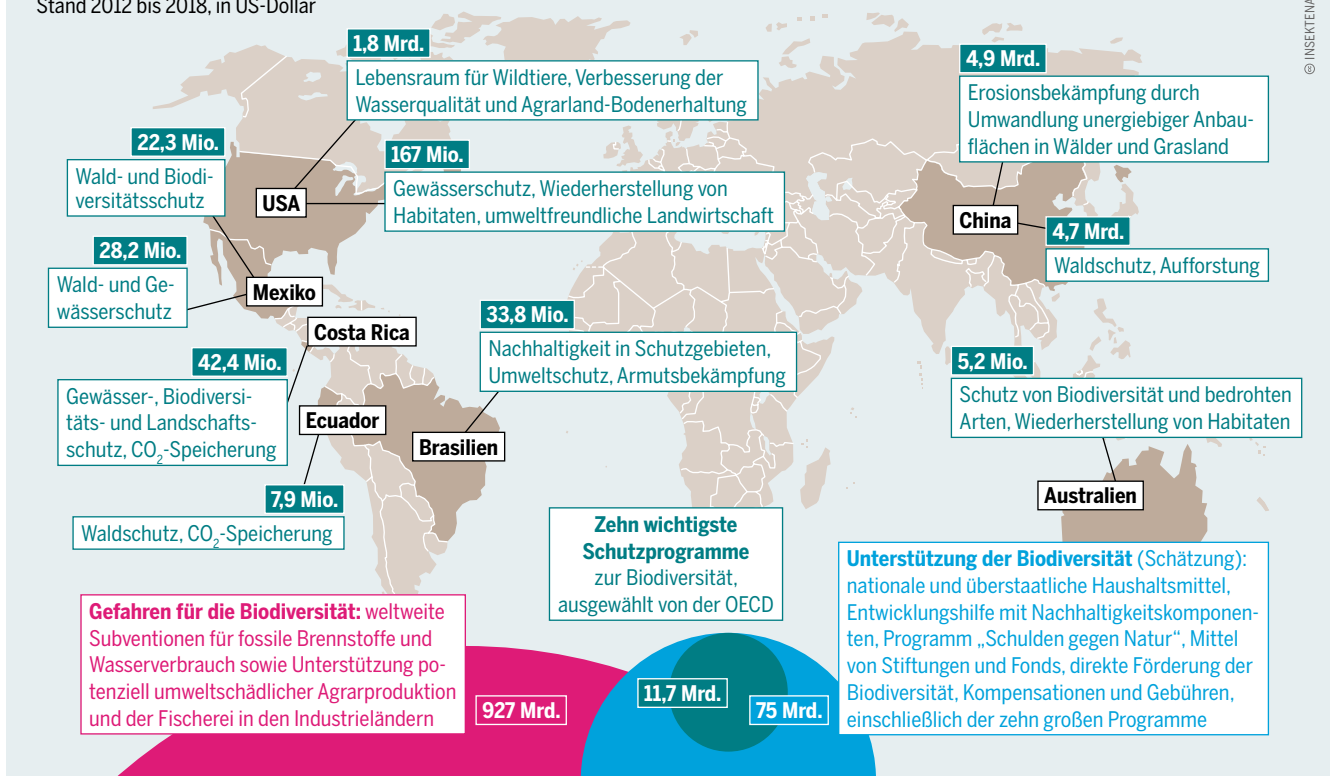 Stand 2012 bis 2018, in US-Dollar
© INSEKTENA
1,8 Mrd.
Lebensraum für Wildtiere, Verbesserung der
Wasserqualität und Agrarland-Bodenerhaltung
4,9 Mrd.
Erosionsbekämpfung durch
Umwandlung unergiebiger Anbau-
flächen in Wälder und Grasland
22,3 Mio.
Wald- und Biodi-
versitätsschutz
167 Mio.
Gewässerschutz, Wiederherstellung von
Habitaten, umweltfreundliche Landwirtschaft
USA
China
4,7 Mrd.
Waldschutz, Aufforstung
28,2 Mio.
Wald- und Ge-
wässerschutz
Mexiko
Costa Rica
33,8 Mio.
Nachhaltigkeit in Schutzgebieten,
Umweltschutz, Armutsbekämpfung
42,4 Mio.
Gewässer-, Biodiversi-
täts- und Landschafts-
schutz, CO₂-Speicherung
5,2 Mio.
Schutz von Biodiversität und bedrohten
Arten, Wiederherstellung von Habitaten
Ecuador
Brasilien
Australien
7,9 Mio.
Waldschutz, CO₂-Speicherung
Zehn wichtigste
Schutzprogramme
zur Biodiversität,
ausgewählt von der OECD
Gefahren für die Biodiversität: weltweite
Subventionen für fossile Brennstoffe und
Wasserverbrauch sowie Unterstützung po-
tenziell umweltschädlicher Agrarproduktion
und der Fischerei in den Industrieländern
927 Mrd.
11,7 Mrd.
75 Mrd.
Unterstützung der Biodiversität (Schätzung):
nationale und überstaatliche Haushaltsmittel,
Entwicklungshilfe mit Nachhaltigkeitskomponen-
ten, Programm „Schulden gegen Natur“, Mittel
von Stiftungen und Fonds, direkte Förderung der
Biodiversität, Kompensationen und Gebühren,
einschließlich der zehn großen Programme